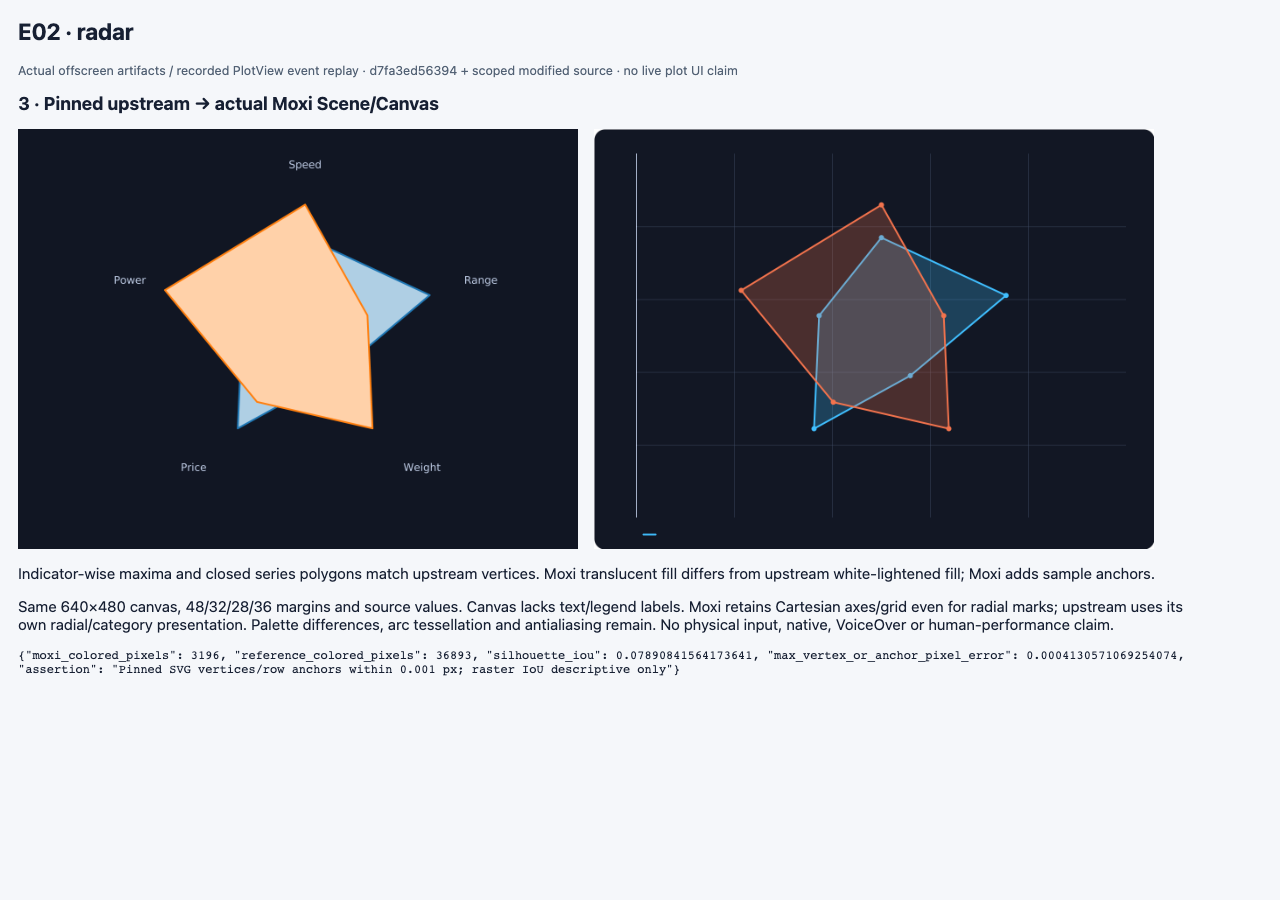 E02 · radar
Actual offscreen artifacts / recorded PlotView event replay · d7fa3ed56394 + scoped modified source · no live plot UI claim
3 · Pinned upstream → actual Moxi Scene/Canvas
Speed
Power
Range
Price
Weight
Indicator-wise maxima and closed series polygons match upstream vertices. Moxi translucent fill differs from upstream white-lightened fill; Moxi adds sample anchors.
Same 640×480 canvas, 48/32/28/36 margins and source values. Canvas lacks text/legend labels. Moxi retains Cartesian axes/grid even for radial marks; upstream uses its
own radial/category presentation. Palette differences, arc tessellation and antialiasing remain. No physical input, native, VoiceOver or human-performance claim.
{"moxi_colored_pixels": 3196, "reference_colored_pixels": 36893, "silhouette_iou": 0.07890841564173641, "max_vertex_or_anchor_pixel_error": 0.0004130571069254074,
"assertion": "Pinned SVG vertices/row anchors within 0.001 px; raster IoU descriptive only"}